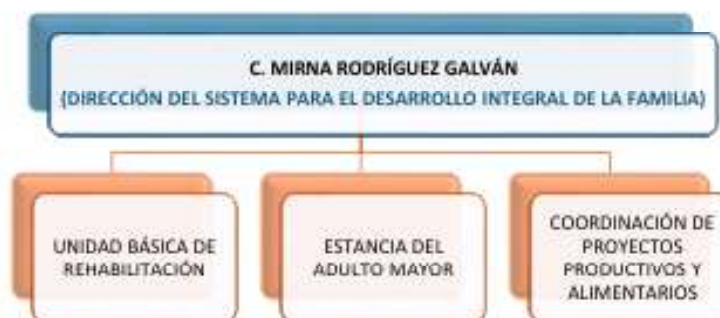 C. MIRNA RODRÍGUEZ GALVÁN
(DIRECCIÓN DEL SISTEMA PARA EL DESARROLLO INTEGRAL DE LA FAMILIA)
UNIDAD BÁSICA DE
REHABILITACIÓN
ESTANCIA DEL
ADULTO MAYOR
COORDINACIÓN DE
PROYECTOS
PRODUCTIVOS Y
ALIMENTARIOS